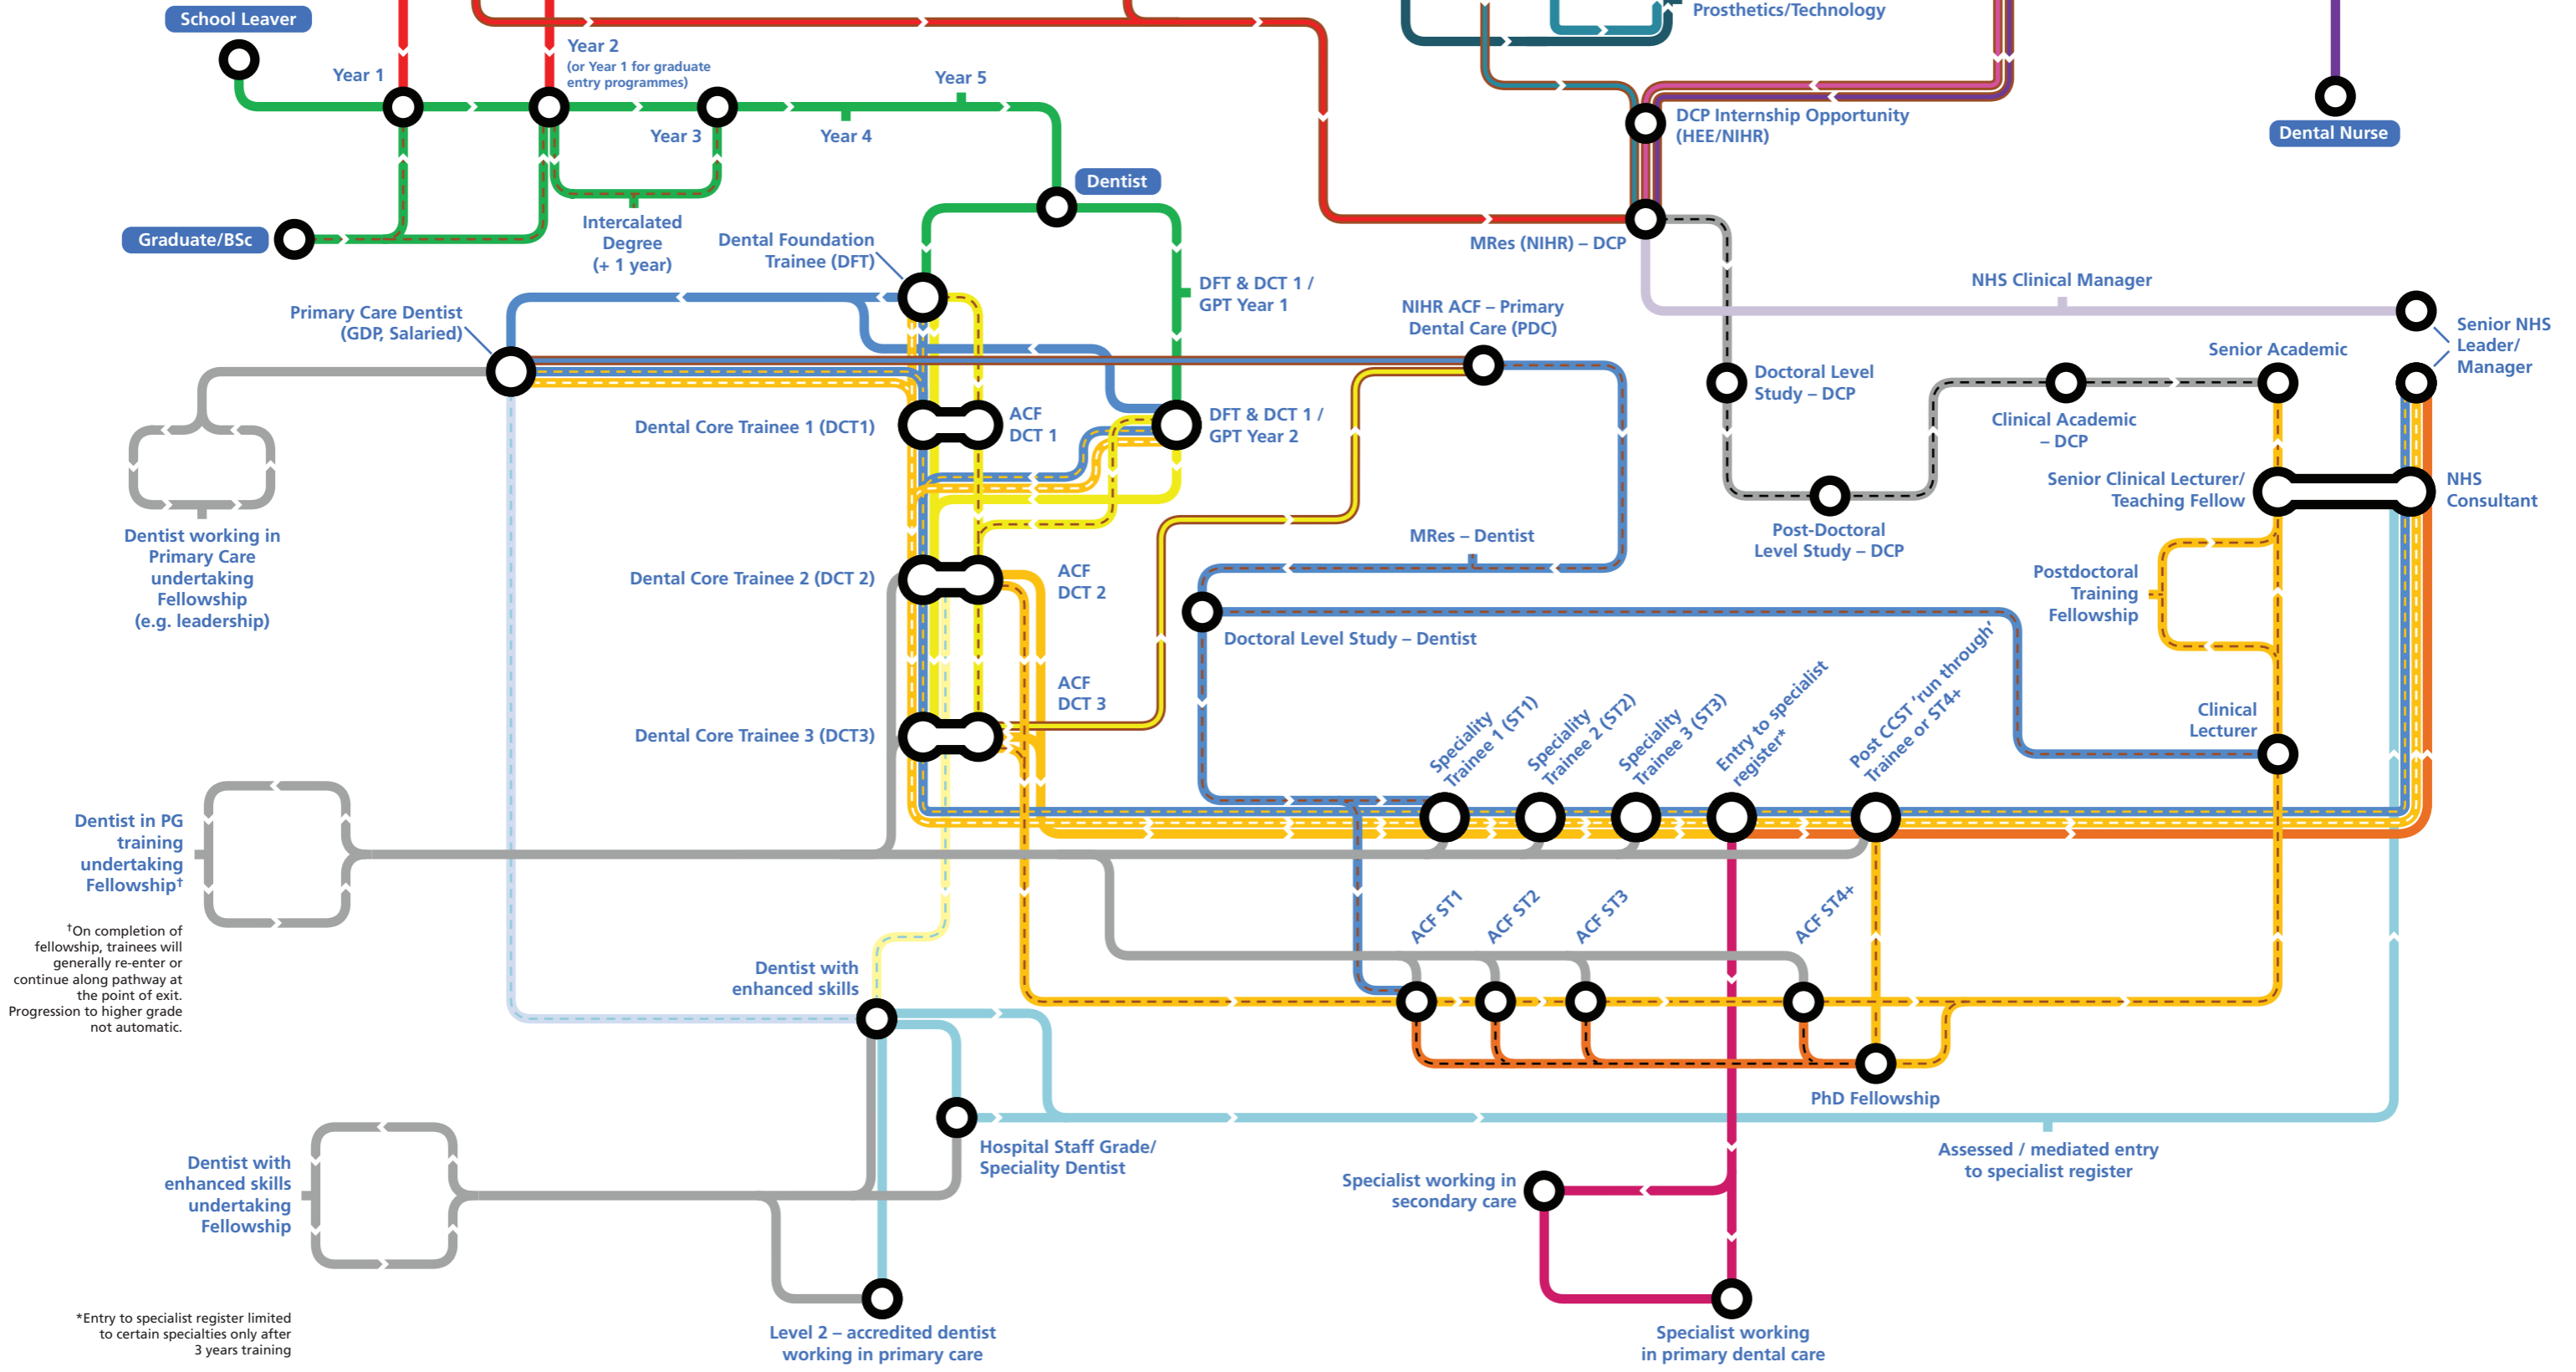 School Leaver
Prosthetics/Technology
Year 1
Year 2
(or Year 1 for graduate
entry programmes)
Year 3
Year 4
Year 5
DCP Internship Opportunity
(HEE/NIHR)
Dental Nurse
Dentist
Graduate/BSc
Intercalated
Degree
(+ 1 year)
Dental Foundation
Trainee (DFT)
MRes (NIHR) – DCP
DFT & DCT 1 /
GPT Year 1
NHS Clinical Manager
Primary Care Dentist
(GDP, Salaried)
NIHR ACF – Primary
Dental Care (PDC)
Senior NHS
Leader/
Manager
Senior Academic
Doctoral Level
Study – DCP
Clinical Academic
– DCP
Dental Core Trainee 1 (DCT1)
ACF
DCT 1
DFT & DCT 1 /
GPT Year 2
Senior Clinical Lecturer/
Teaching Fellow
NHS
Consultant
Post-Doctoral
Level Study – DCP
MRes – Dentist
Dentist working in
Primary Care
undertaking
Fellowship
(e.g. leadership)
Dental Core Trainee 2 (DCT 2)
ACF
DCT 2
Postdoctoral
Training
Fellowship
Doctoral Level Study – Dentist
ACF
DCT 3
Dental Core Trainee 3 (DCT3)
Speciality
Trainee 1 (ST1)
Speciality
Trainee 2 (ST2)
Speciality
Trainee 3 (ST3)
Entry to specialist
register*
Post CCST ‘run through’
Trainee or ST4+
Clinical
Lecturer
Dentist in PG
training
undertaking
Fellowship†
†On completion of
fellowship, trainees will
generally re-enter or
continue along pathway at
the point of exit.
Progression to higher grade
not automatic.
ACF ST1
ACF ST2
ACF ST3
ACF ST4+
Dentist with
enhanced skills
PhD Fellowship
Hospital Staff Grade/
Speciality Dentist
Assessed / mediated entry
to specialist register
Dentist with
enhanced skills
undertaking
Fellowship
Specialist working in
secondary care
*Entry to specialist register limited
to certain specialties only after
3 years training
Level 2 – accredited dentist
working in primary care
Specialist working
in primary dental care